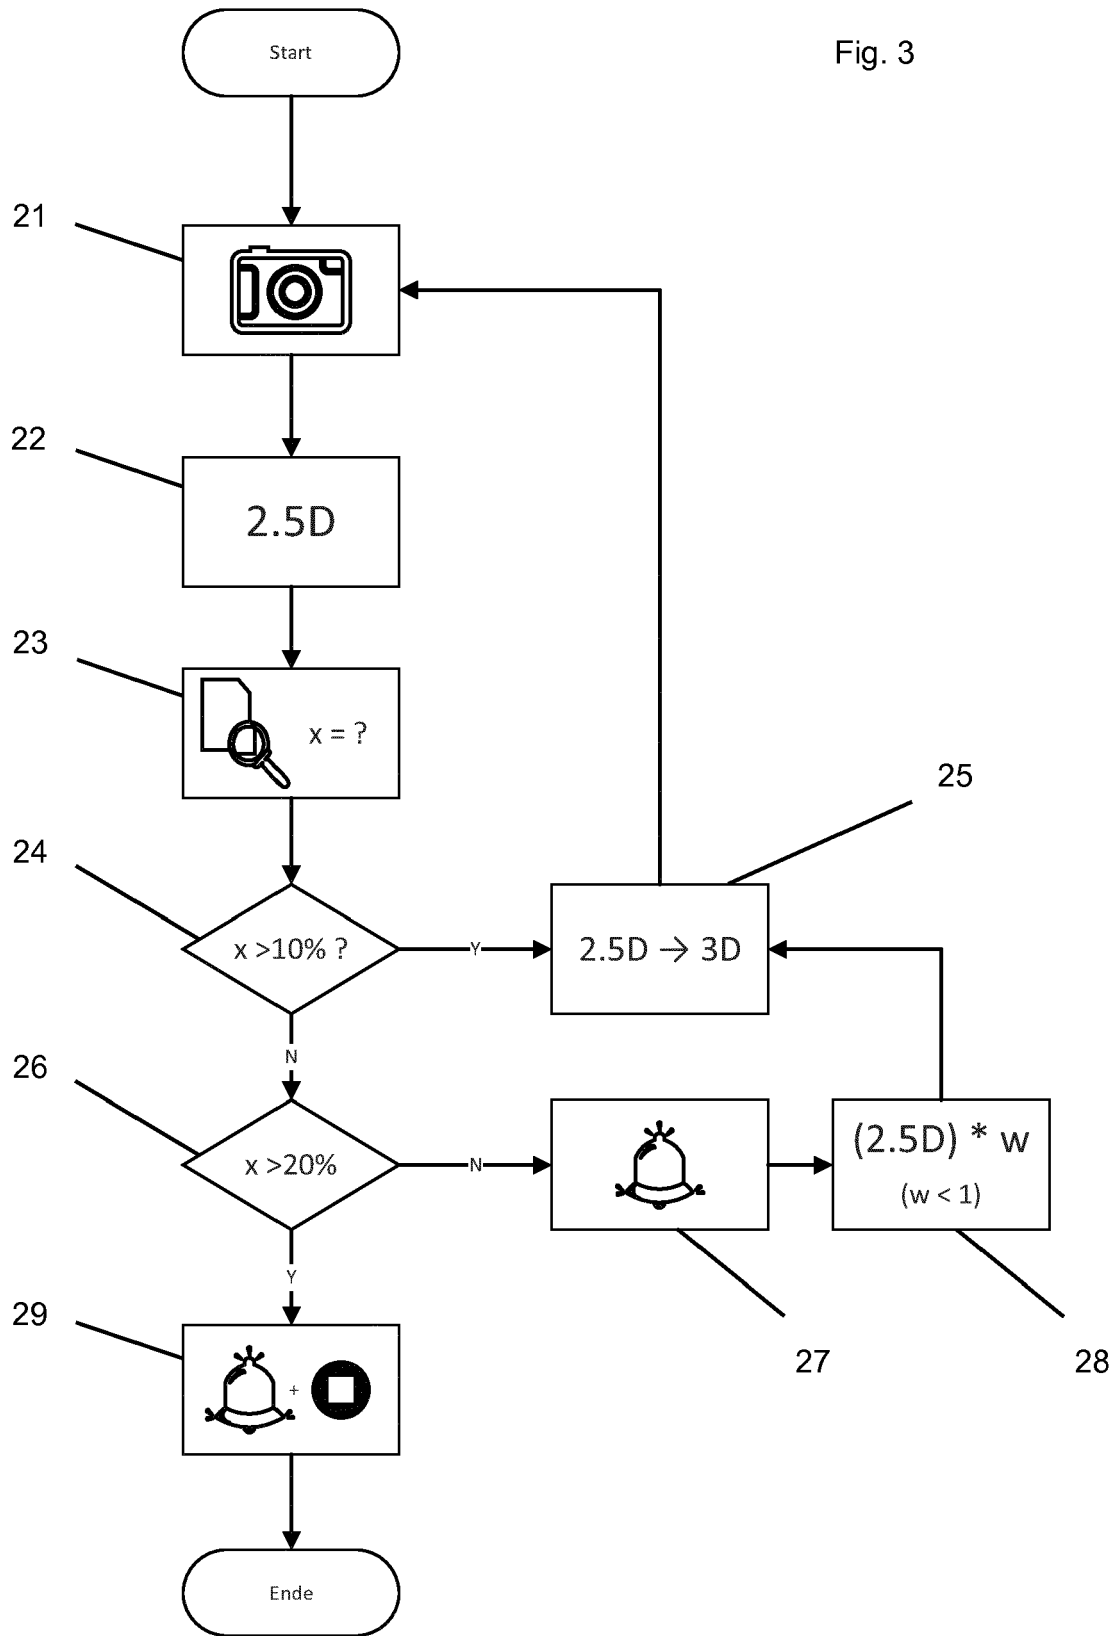 Start
Fig. 3
21
22
2.5D
23
x = ?
25
24
x >10% ?
Y
2.5D → 3D
N
26
x >20%
N
(2.5D) * w
(w < 1)
Y
29
27
28
+
Ende